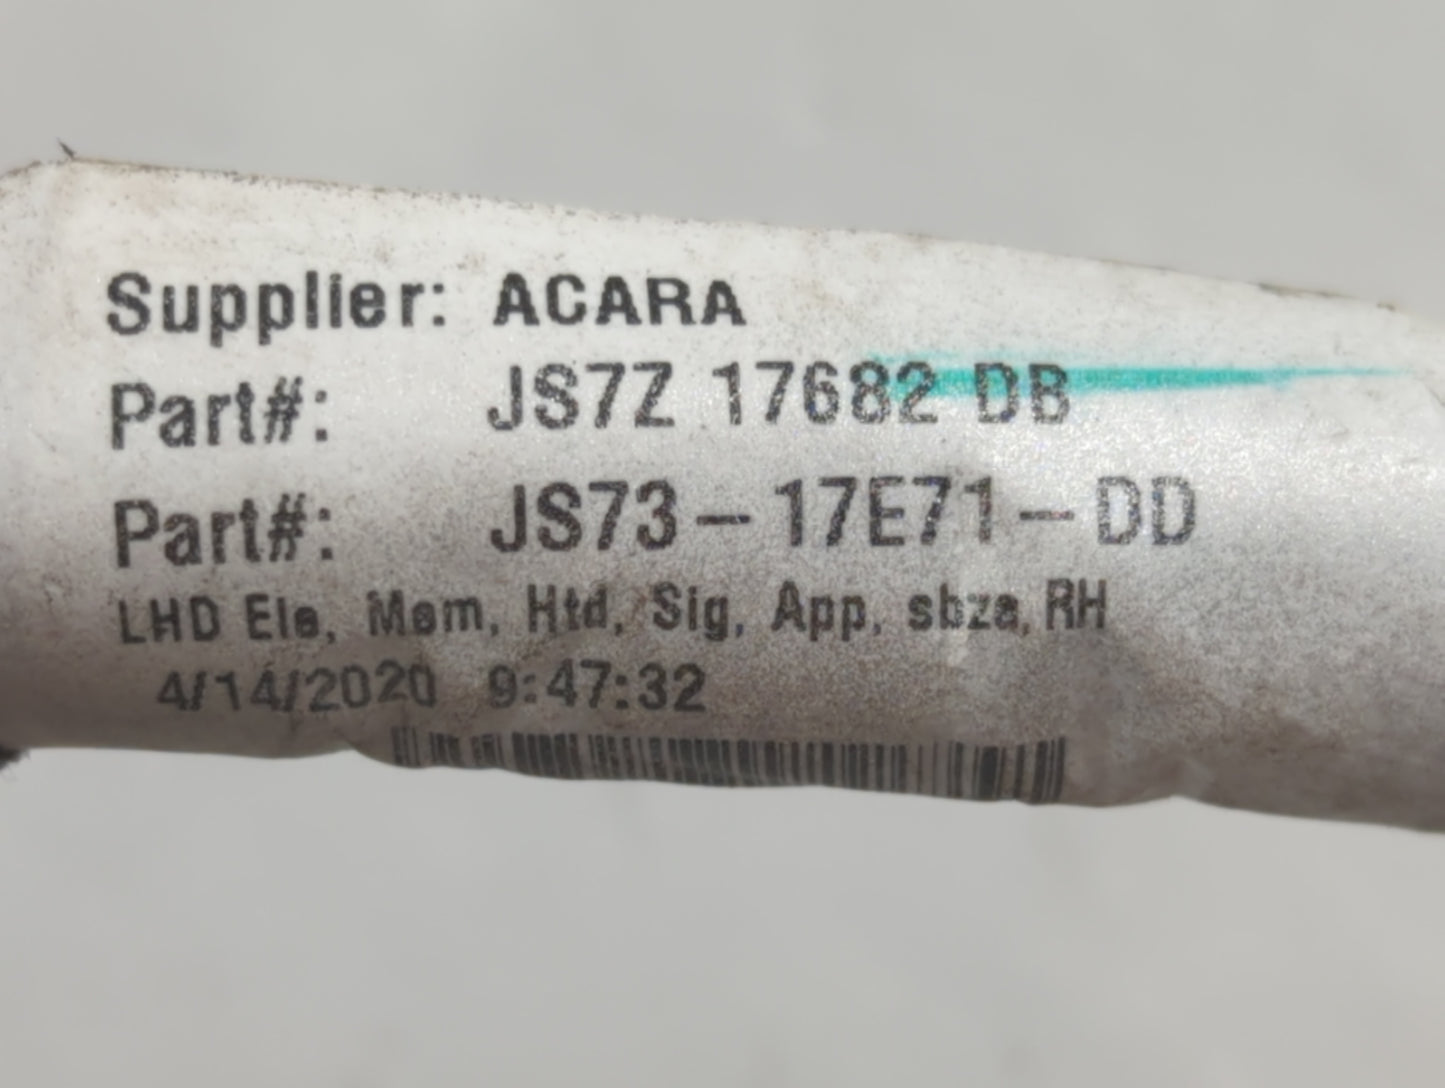 Supplier: ACARA
Part#: JS7Z 17682 DB
Part#: JS73-17E71-DD
LHD Ele, Mem, Htd, Sig, App, sbza, RH
4/14/2020 9:47:32